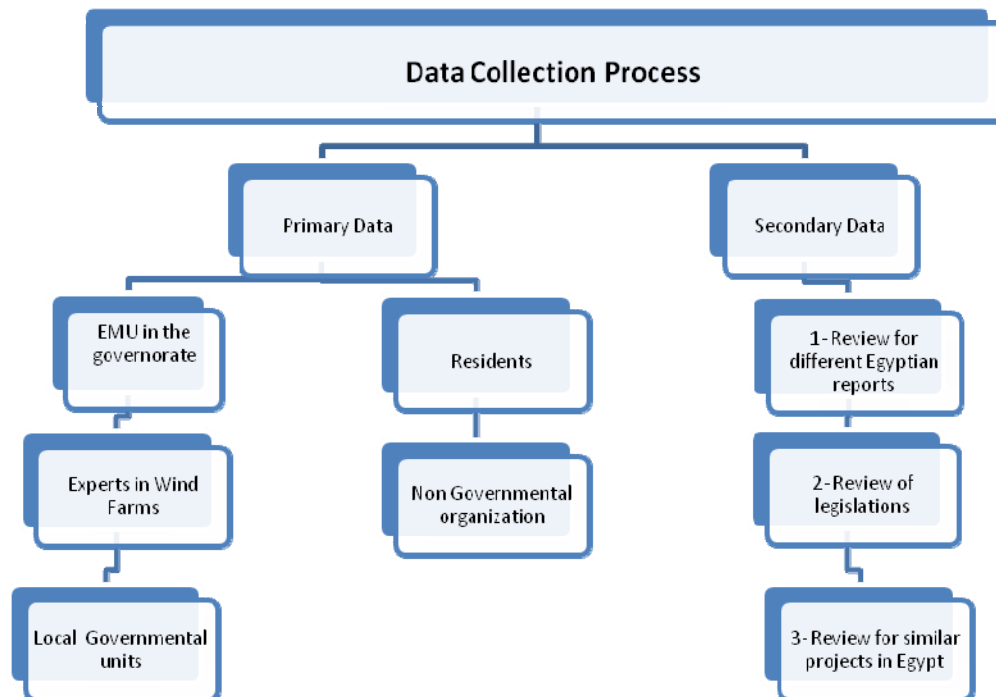 Data Collection Process
Primary Data
Secondary Data
EMU in the
governorate
Residents
1- Review for
different Egyptian
reports
Experts in Wind
Farms
Non Governmental
organization
2- Review of
legislations
Local Governmental
units
3- Review for similar
projects in Egypt